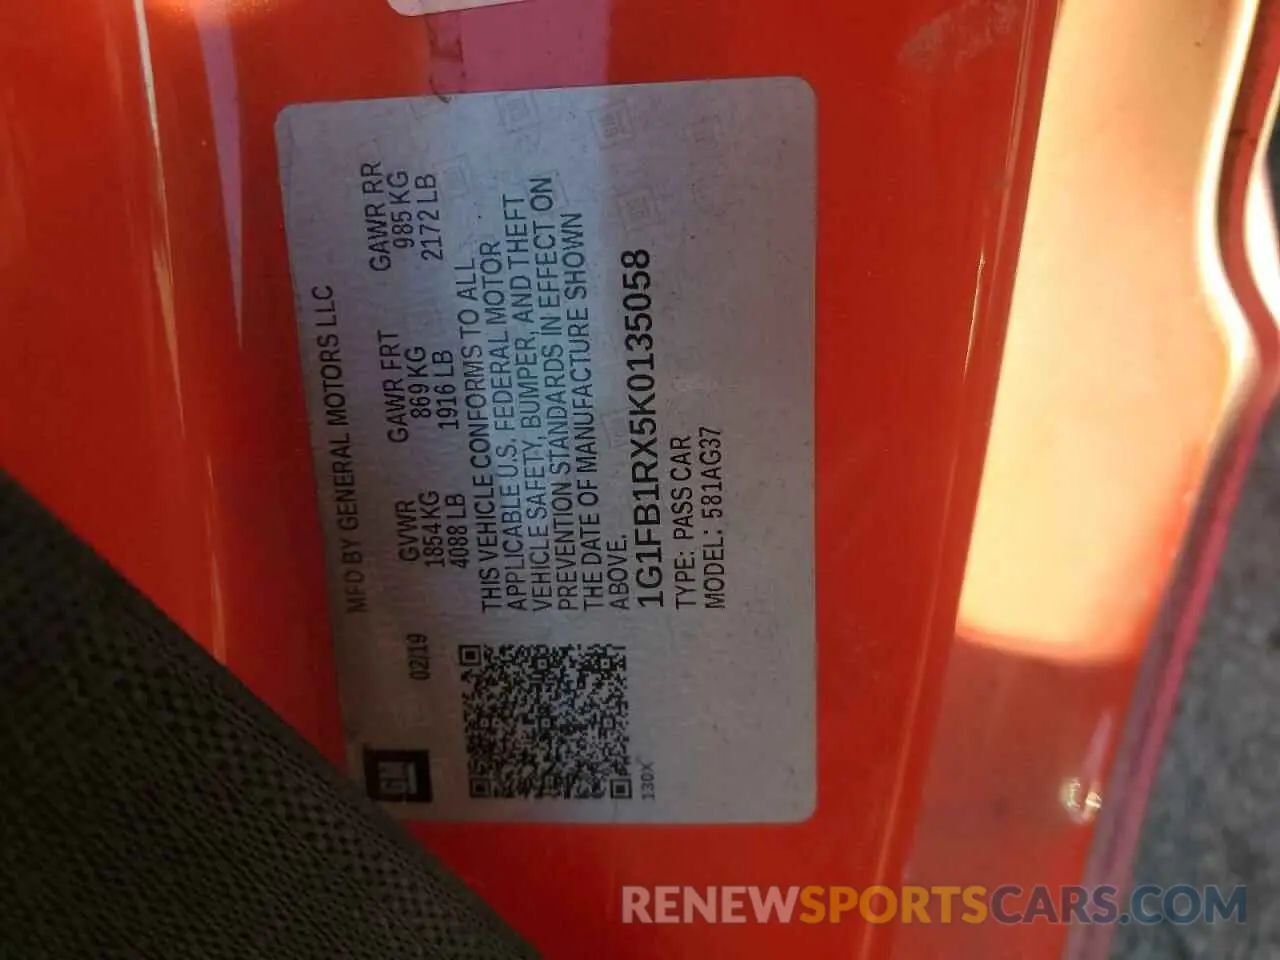 MFD BY GENERAL MOTORS LLC
02/19
GVWR GAWR FRT GAWR RR
1854 KG 869 KG 985 KG
4088 LB 1916 LB 2172 LB
THIS VEHICLE CONFORMS TO ALL
APPLICABLE U.S. FEDERAL MOTOR
VEHICLE SAFETY, BUMPER, AND THEFT
PREVENTION STANDARDS IN EFFECT ON
THE DATE OF MANUFACTURE SHOWN
ABOVE.
1G1FB1RX5K0135058
TYPE: PASS CAR
MODEL: 581AG37
130X
GM
RENEWSPORTSCARS.COM